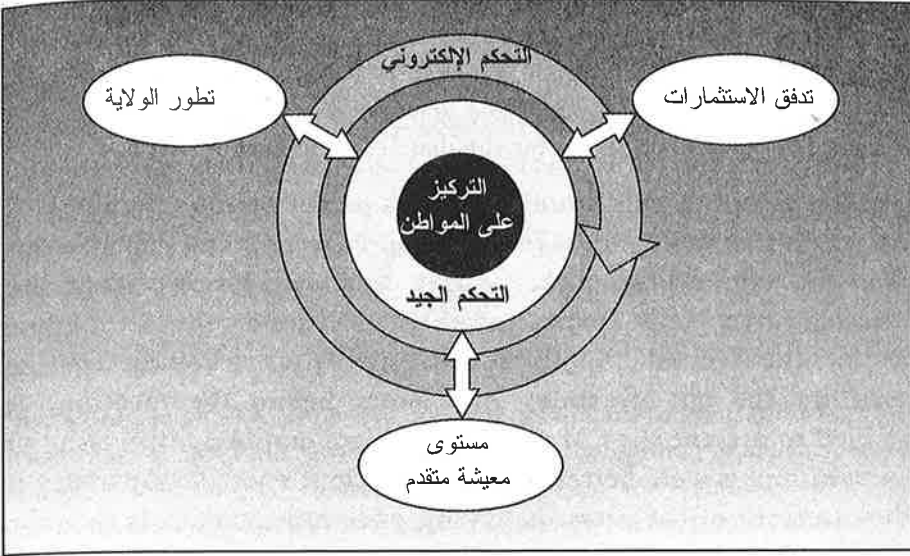 التحكم الإلكتروني
تدفق الاستثمارات
تطور الولاية
التركيز
على المواطن
التحكم الجيد
مستوى
معيشة متقدم